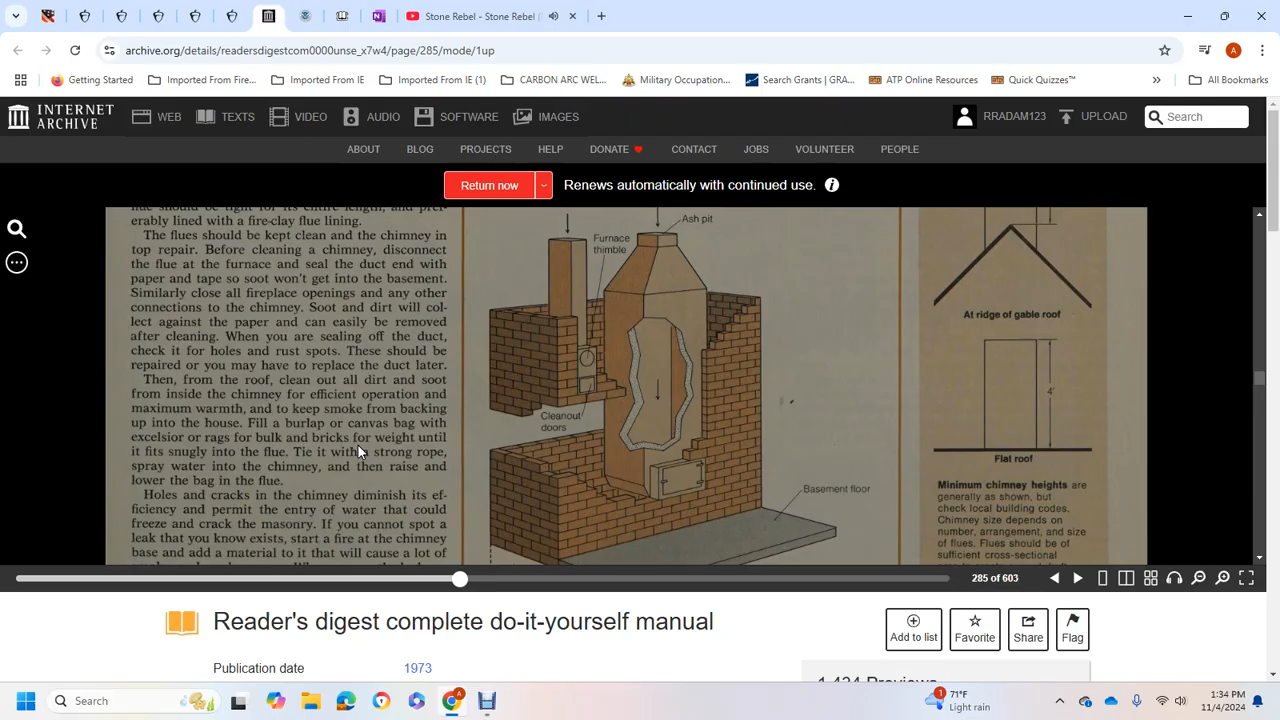 Stone Rebel - Stone Rebel (
archive.org/details/readersdigestcom0000unse_x7w4/page/285/mode/1up
A
Getting Started
Imported From Fire...
Imported From IE
Imported From IE (1)
CARBON ARC WEL...
Military Occupation...
Search Grants | GRA...
ATP Online Resources
Quick Quizzes™
»
All Bookmarks
INTERNET ARCHIVE
WEB
TEXTS
VIDEO
AUDIO
SOFTWARE
IMAGES
RRADAM123
UPLOAD
Search
ABOUT
BLOG
PROJECTS
HELP
DONATE
CONTACT
JOBS
VOLUNTEER
PEOPLE
Return now
Renews automatically with continued use.
erably lined with a fire-clay flue lining.
The flues should be kept clean and the chimney in
top repair. Before cleaning a chimney, disconnect
the flue at the furnace and seal the duct end with
paper and tape so soot won't get into the basement.
Similarly close all fireplace openings and any other
connections to the chimney. Soot and dirt will col-
lect against the paper and can easily be removed
after cleaning. When you are sealing off the duct,
check it for holes and rust spots. These should be
repaired or you may have to replace the duct later.
Then, from the roof, clean out all dirt and soot
from inside the chimney for efficient operation and
maximum warmth, and to keep smoke from backing
up into the house. Fill a burlap or canvas bag with
excelsior or rags for bulk and bricks for weight until
it fits snugly into the flue. Tie it with a strong rope,
spray water into the chimney, and then raise and
lower the bag in the flue.
Holes and cracks in the chimney diminish its ef-
ficiency and permit the entry of water that could
freeze and crack the masonry. If you cannot spot a
leak that you know exists, start a fire at the chimney
base and add a material to it that will cause a lot of
Ash pit
Furnace
thimble
Cleanout
doors
Basement floor
At ridge of gable roof
4'
Flat roof
Minimum chimney heights are
generally as shown, but
check local building codes.
Chimney size depends on
number, arrangement, and size
of flues. Flues should be of
sufficient cross-sectional
285 of 603
Reader's digest complete do-it-yourself manual
Add to list
Favorite
Share
Flag
Publication date
1973
1,434 Previews
Search
1
71°F
Light rain
1:34 PM
11/4/2024